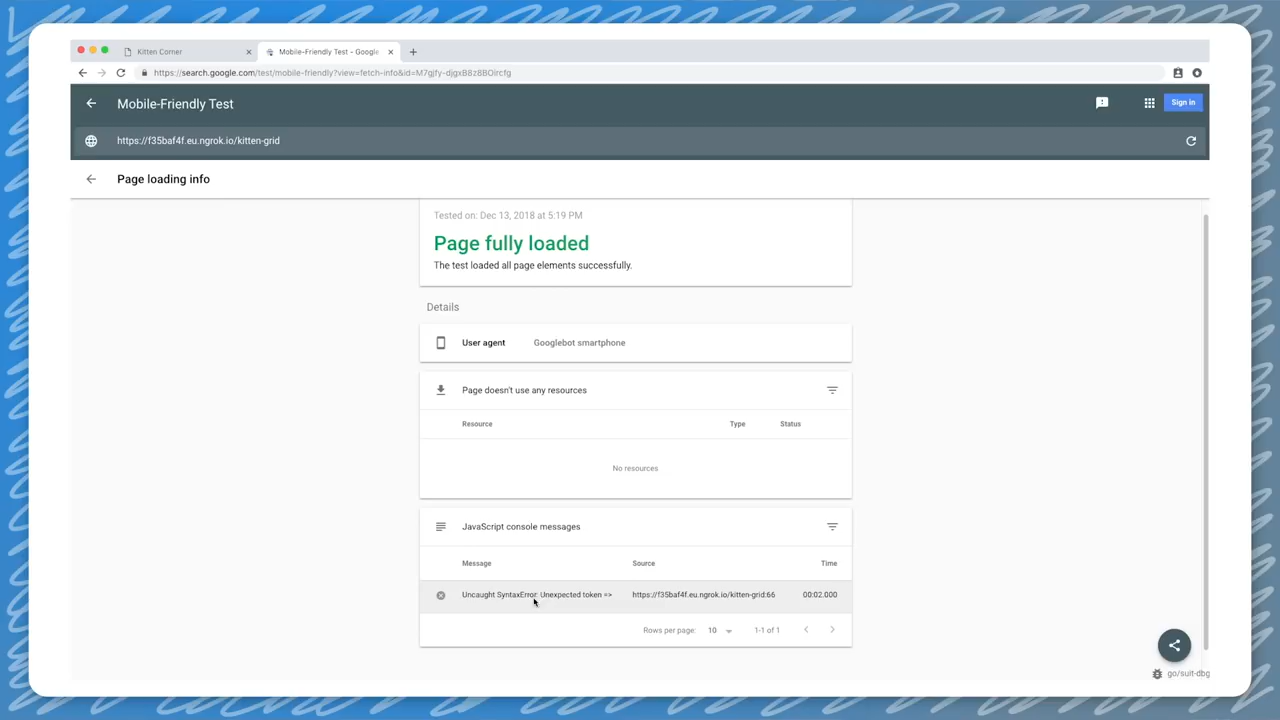 Kitten Corner
Mobile-Friendly Test - Google
https://search.google.com/test/mobile-friendly?view=fetch-info&id=M7gjfy-djgxB8z8BOircfg
Mobile-Friendly Test
Sign in
https://f35baf4f.eu.ngrok.io/kitten-grid
Page loading info
Tested on: Dec 13, 2018 at 5:19 PM
Page fully loaded
The test loaded all page elements successfully.
Details
User agent Googlebot smartphone
Page doesn't use any resources
Resource Type Status
No resources
JavaScript console messages
Message Source Time
Uncaught SyntaxError: Unexpected token => https://f35baf4f.eu.ngrok.io/kitten-grid:66 00:02.000
Rows per page: 10 1-1 of 1
go/suit-dbg